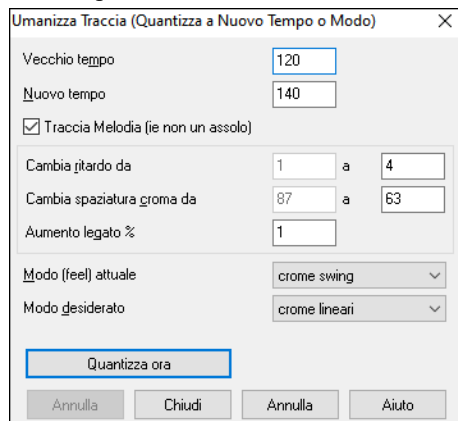 Umanizza Traccia (Quantizza a Nuovo Tempo o Modo)
Vecchio tempo 120
Nuovo tempo 140
Traccia Melodia (ie non un assolo)
Cambia ritardo da 1 a 4
Cambia spaziatura croma da 87 a 63
Aumento legato % 1
Modo (feel) attuale crome swing
Modo desiderato crome lineari
Quantizza ora
Annulla Chiudi Annulla Aiuto